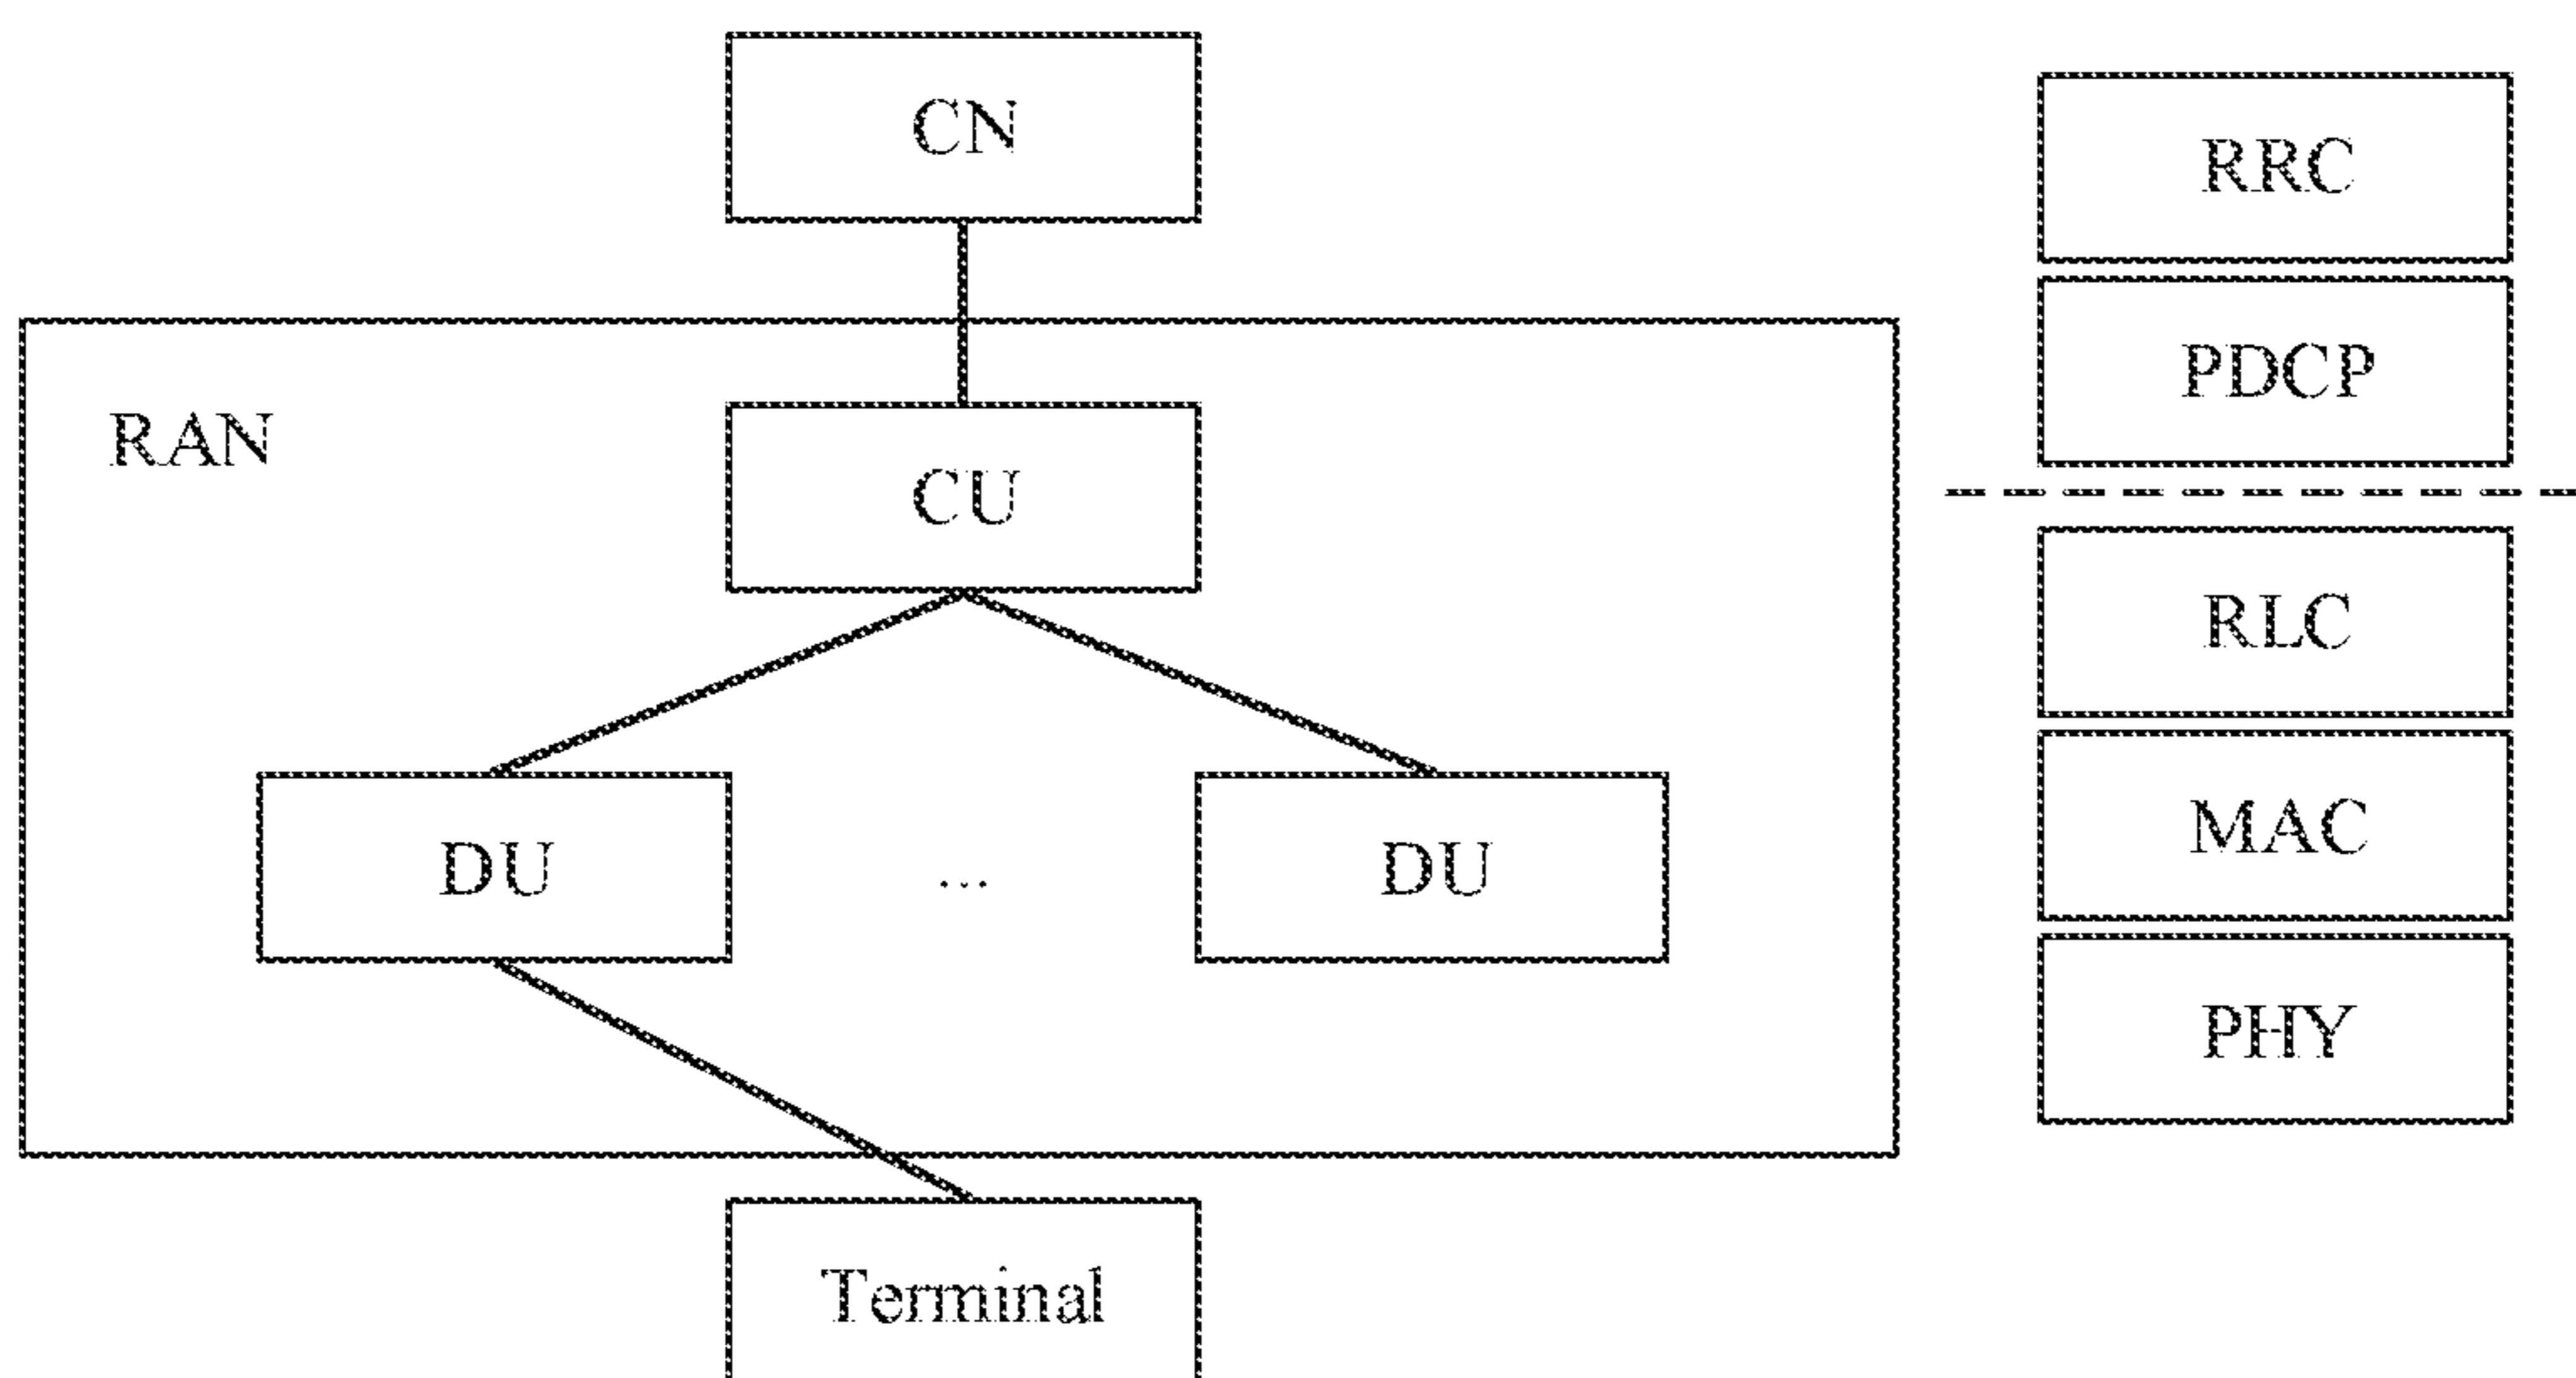 CN
RAN
CU
DU
...
DU
Terminal
RRC
PDCP
RLC
MAC
PHY